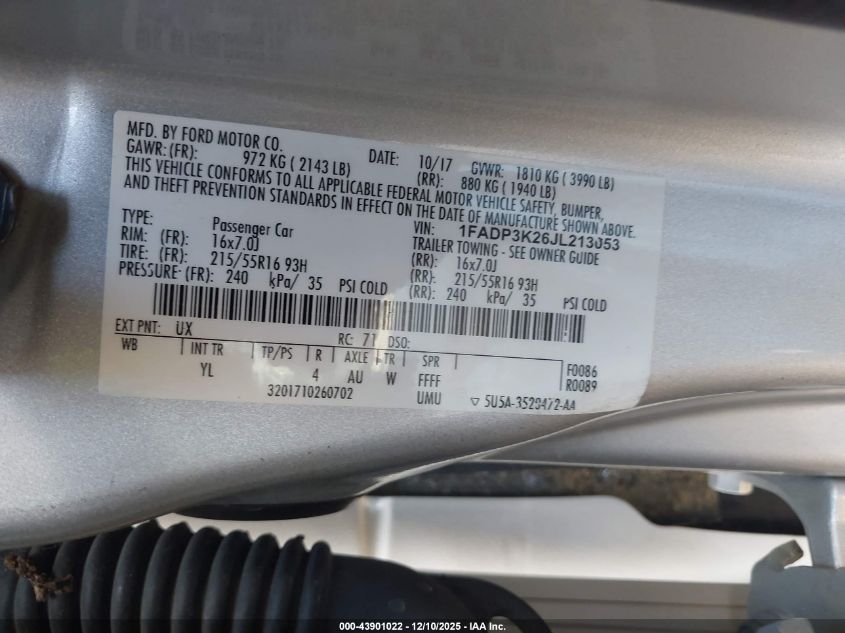 MFD. BY FORD MOTOR CO.
DATE: 10/17
GVWR: 1810 KG ( 3990 LB)
GAWR: (FR): 972 KG ( 2143 LB)
(RR): 880 KG ( 1940 LB)
THIS VEHICLE CONFORMS TO ALL APPLICABLE FEDERAL MOTOR VEHICLE SAFETY, BUMPER,
AND THEFT PREVENTION STANDARDS IN EFFECT ON THE DATE OF MANUFACTURE SHOWN ABOVE.
VIN: 1FADP3K26JL213053
TYPE: Passenger Car
TRAILER TOWING - SEE OWNER GUIDE
RIM: (FR): 16x7.0J (RR): 16x7.0J
TIRE: (FR): 215/55R16 93H (RR): 215/55R16 93H
PRESSURE: (FR): 240 kPa/ 35 PSI COLD (RR): 240 kPa/ 35 PSI COLD
EXT PNT: UX RC: 71 DSO:
WB INT TR TP/PS R AXLE TR SPR F0086
YL 4 AU W FFFF R0089
3201710260702 UMU ▽ 5U5A-3520472-AA
000-43901022 - 12/10/2025 - IAA Inc.